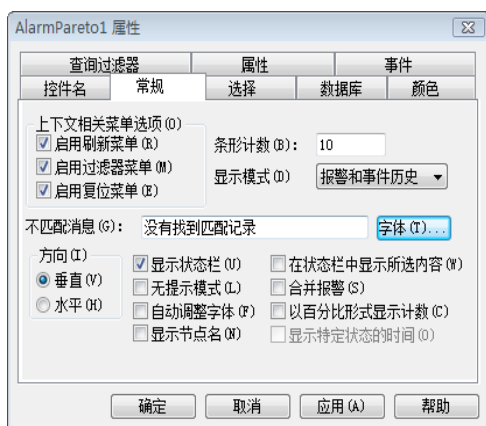 AlarmPareto1 属性
查询过滤器 属性 事件
控件名 常规 选择 数据库 颜色
上下文相关菜单选项(O)
启用刷新菜单(R)
启用过滤器菜单(M)
启用复位菜单(E)
条形计数(B): 10
显示模式(D) 报警和事件历史
不匹配消息(G): 没有找到匹配记录 字体(T)...
方向(I)
垂直(V)
水平(H)
显示状态栏(U) 在状态栏中显示所选内容(W)
无提示模式(L) 合并报警(S)
自动调整字体(F) 以百分比形式显示计数(C)
显示节点名(N) 显示特定状态的时间(O)
确定 取消 应用(A) 帮助